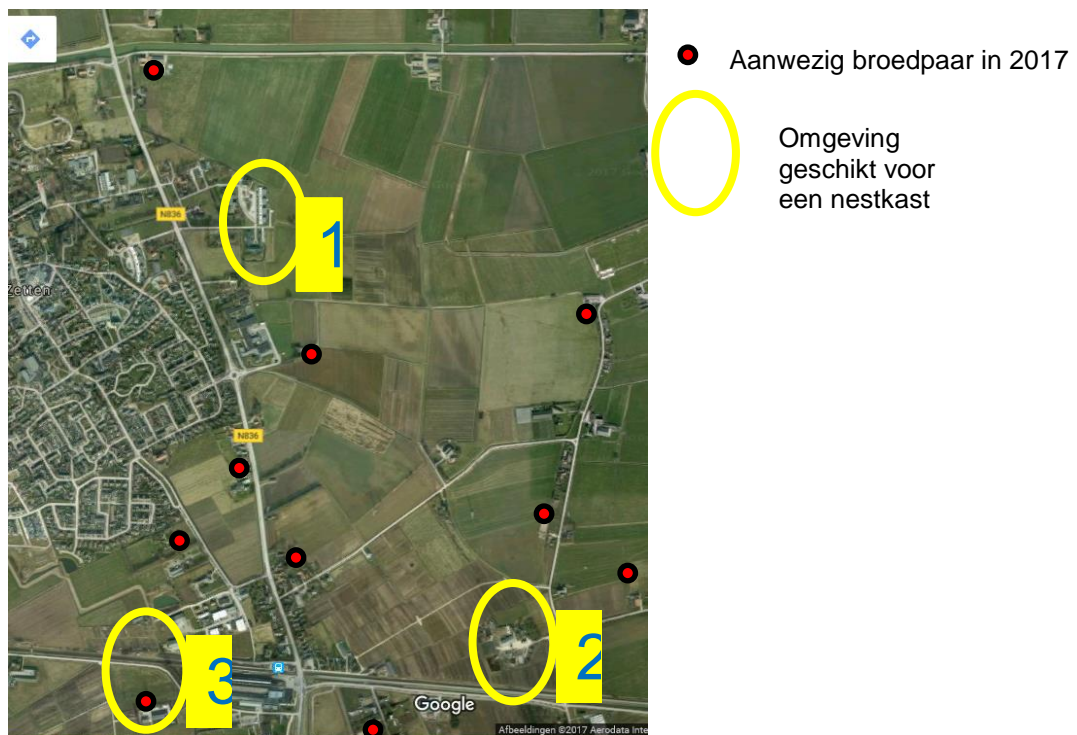 Aanwezig broedpaar in 2017
Omgeving
geschikt voor
een nestkast
N836
1
Zetten
N836
2
3
Google
Afbeeldingen ©2017 Aerodata Inte